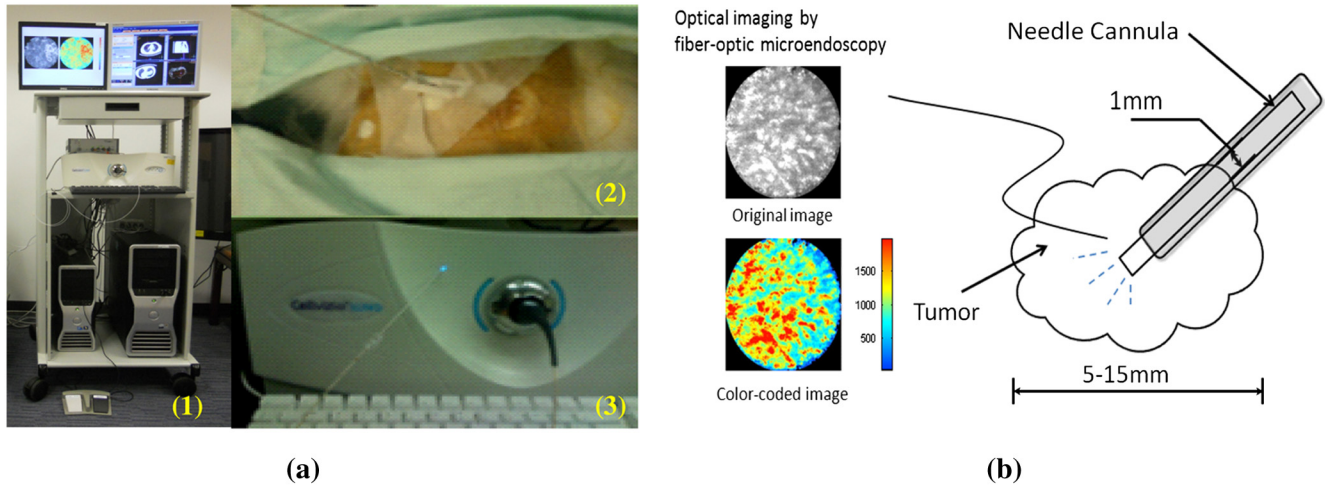 (1)
(2)
Cellvizio
(3)
(a)
Optical imaging by
fiber-optic microendoscopy
Original image
1500
1000
500
Color-coded image
Needle Cannula
1mm
Tumor
5-15mm
(b)